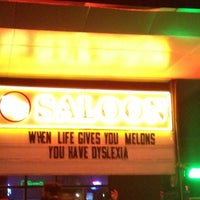 SALOON
WHEN LIFE GIVES YOU MELONS
YOU HAVE DYSLEXIA